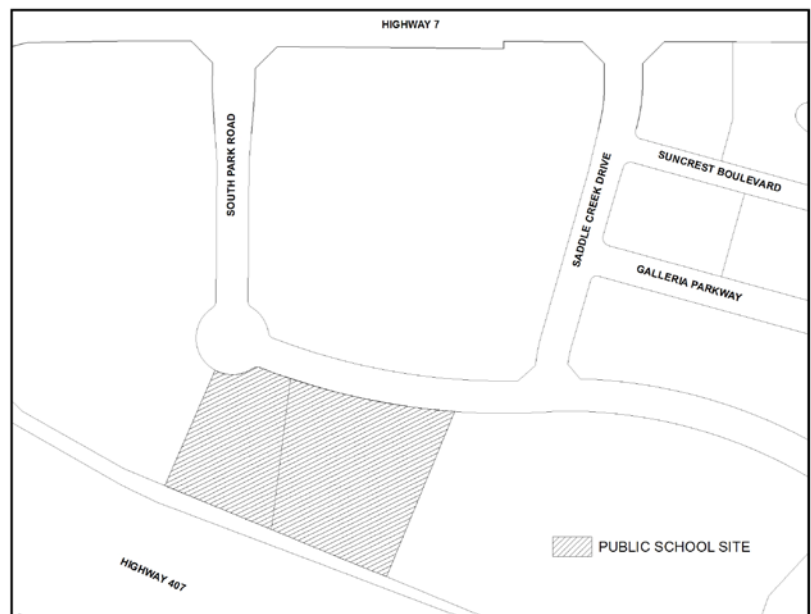 HIGHWAY 7
SOUTH PARK ROAD
SADDLE CREEK DRIVE
SUNCREST BOULEVARD
GALLERIA PARKWAY
PUBLIC SCHOOL SITE
HIGHWAY 407